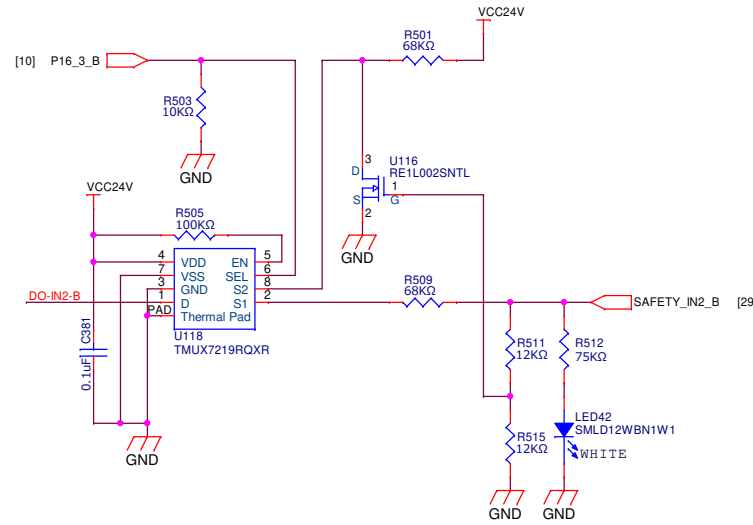 VCC24V
R501
68KΩ
[10] P16_3_B
R503
10KΩ
GND
3
U116
RE1L002SNTL
D
1
G
S
2
GND
VCC24V
R505
100KΩ
4 VDD EN 5
7 VSS SEL 6
3 GND S2 8
DO-IN2-B 1 D S1 2
PAD Thermal Pad
U118
TMUX7219RQXR
R509
68KΩ
SAFETY_IN2_B [29
C381
0.1uF
GND
R511
12KΩ
R512
75KΩ
R515
12KΩ
LED42
SMLD12WBN1W1
WHITE
GND
GND